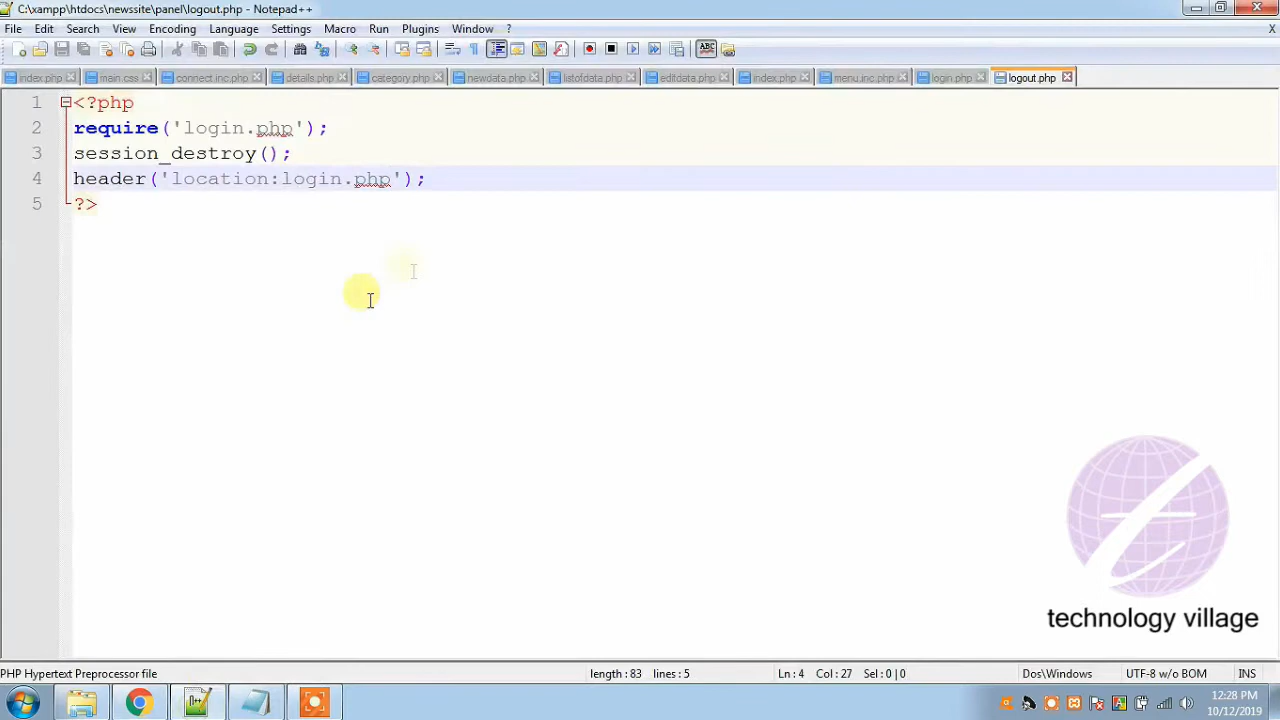 C:\xampp\htdocs\newssite\panel\logout.php - Notepad++
File Edit Search View Encoding Language Settings Macro Run Plugins Window ? X
index.php main.css connect.inc.php details.php category.php newdata.php listofdata.php editdata.php index.php menu.inc.php login.php logout.php
1 <?php
2 require('login.php');
3 session_destroy();
4 header('location:login.php');
5 ?>
technology village
PHP Hypertext Preprocessor file length : 83 lines : 5 Ln : 4 Col : 27 Sel : 0 | 0 Dos\Windows UTF-8 w/o BOM INS
12:28 PM
10/12/2019